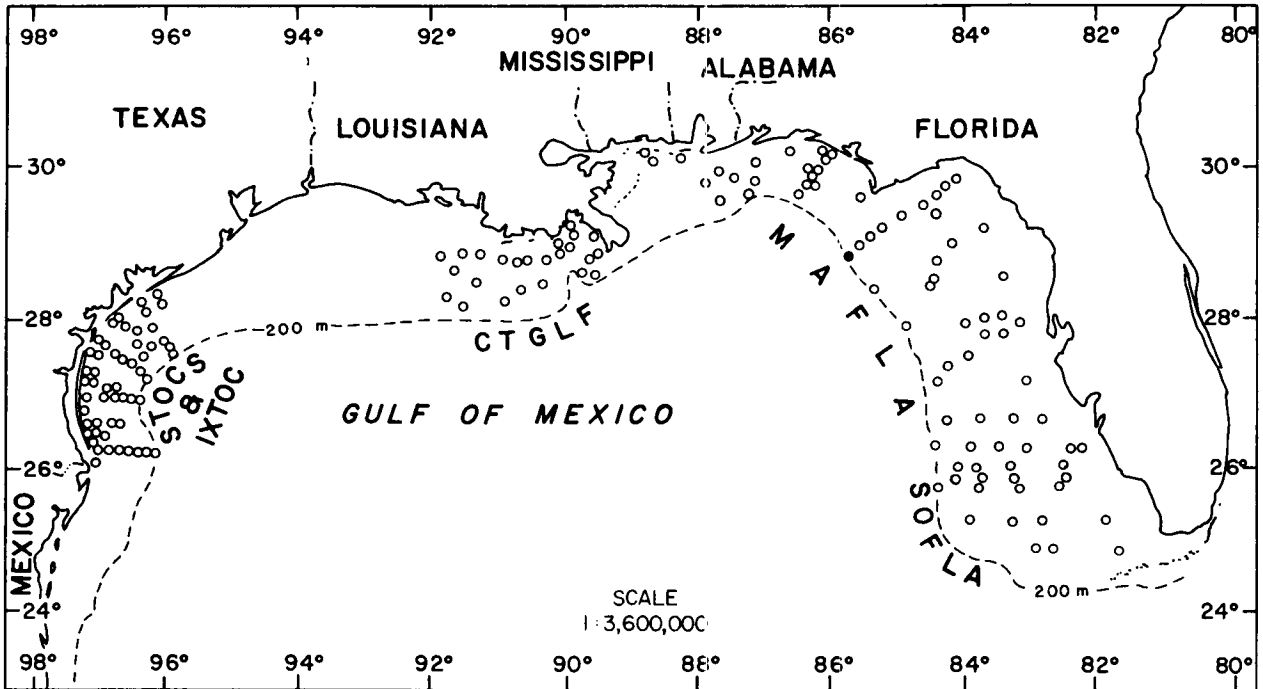 98° 96° 94° 92° 90° 88° 86° 84° 82° 80°
MISSISSIPPI ALABAMA
TEXAS LOUISIANA FLORIDA
30° 30°
28° 28°
200 m
CTGLF
MAFLA
STOCS
&
IXTOC
GULF OF MEXICO
26° 26°
MEXICO
SOFLA
200 m
24° 24°
SCALE
1:3,600,000
98° 96° 94° 92° 90° 88° 86° 84° 82° 80°